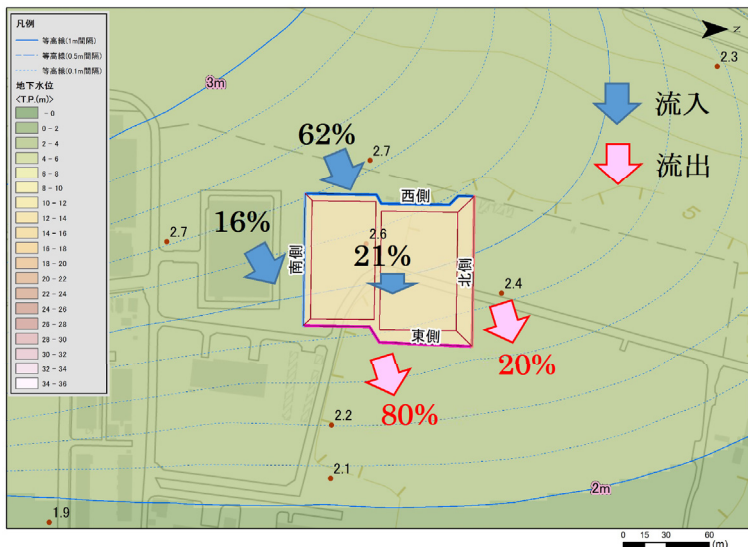 凡例
等高線(1m間隔)
等高線(0.5m間隔)
等高線(0.1m間隔)
地下水位
<T.P.(m)>
- 0
0 - 2
2 - 4
4 - 6
6 - 8
8 - 10
10 - 12
12 - 14
14 - 16
16 - 18
18 - 20
20 - 22
22 - 24
24 - 26
26 - 28
28 - 30
30 - 32
32 - 34
34 - 36
N
2.3
3m
流入
流出
62%
2.7
西側
5
16%
2.7
2.6
南側
21%
北側
2.4
東側
20%
80%
2.2
2.1
2m
1.9
0 15 30 60
(m)